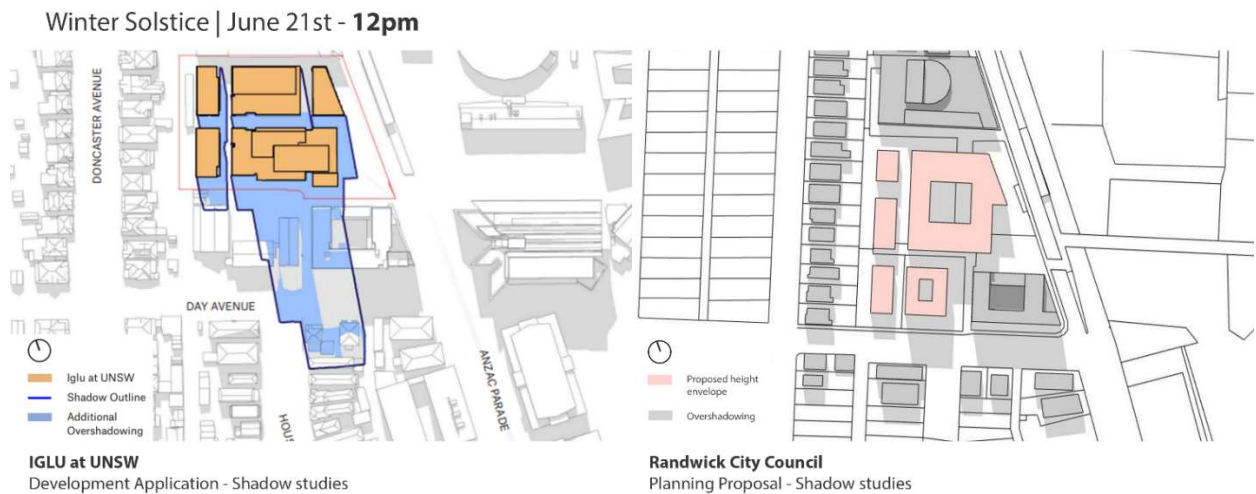 Winter Solstice | June 21st - 12pm
DONCASTER AVENUE
DAY AVENUE
ANZAC PARADE
HOUS
Iglu at UNSW
Shadow Outline
Additional
Overshadowing
IGLU at UNSW
Development Application - Shadow studies
Proposed height
envelope
Overshadowing
Randwick City Council
Planning Proposal - Shadow studies